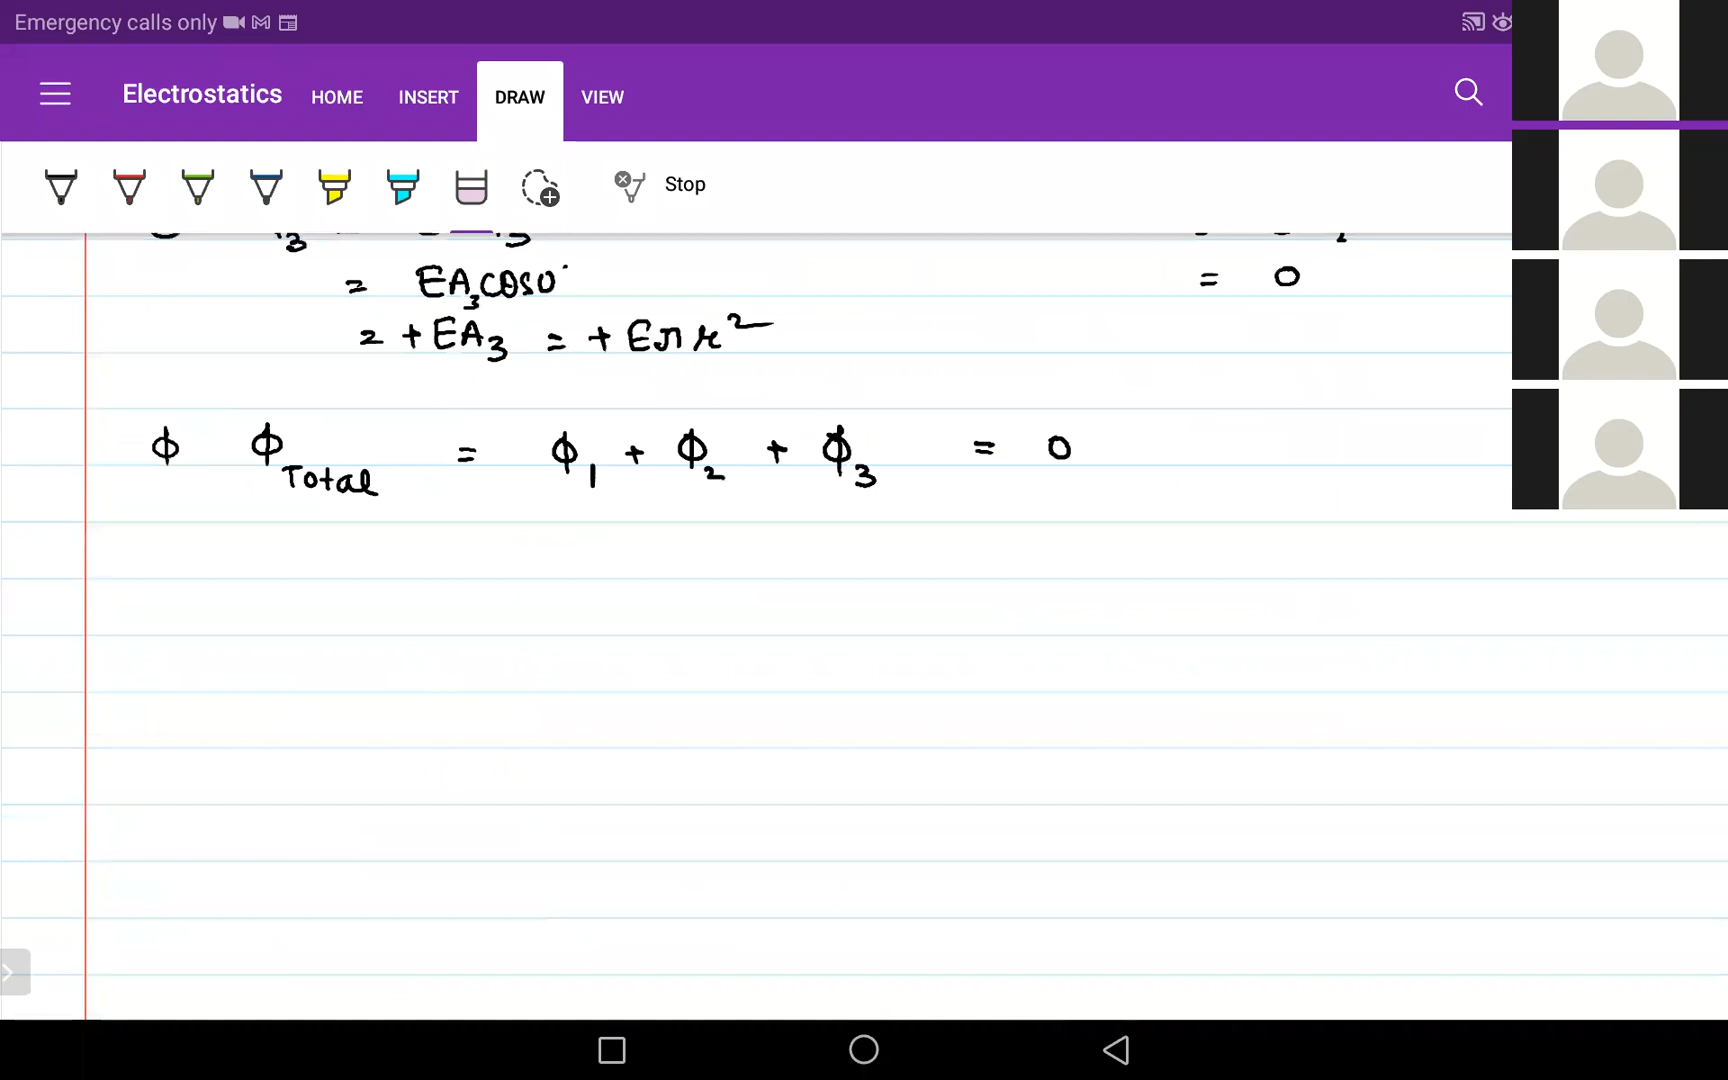 Emergency calls only
Electrostatics HOME INSERT DRAW VIEW
Stop
= EA₃cos0° = 0
= +EA₃ = +Eπr²
ϕ ϕTotal = ϕ₁ + ϕ₂ + ϕ₃ = 0